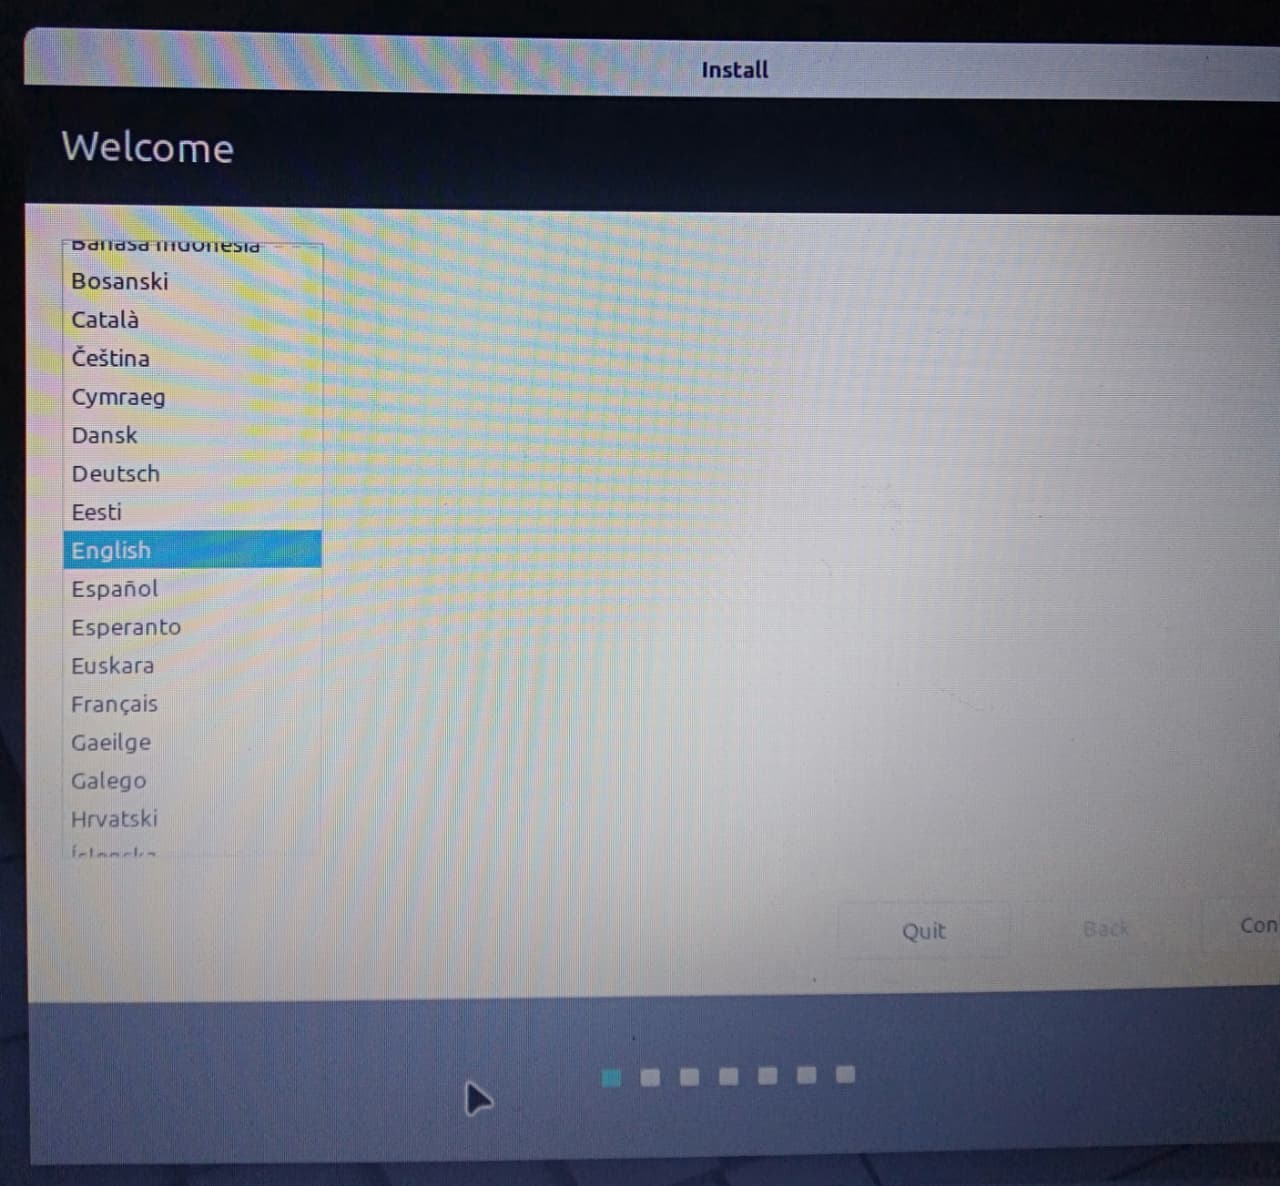 Install
Welcome
Bahasa Indonesia
Bosanski
Català
Čeština
Cymraeg
Dansk
Deutsch
Eesti
English
Español
Esperanto
Euskara
Français
Gaeilge
Galego
Hrvatski
Quit Back Con